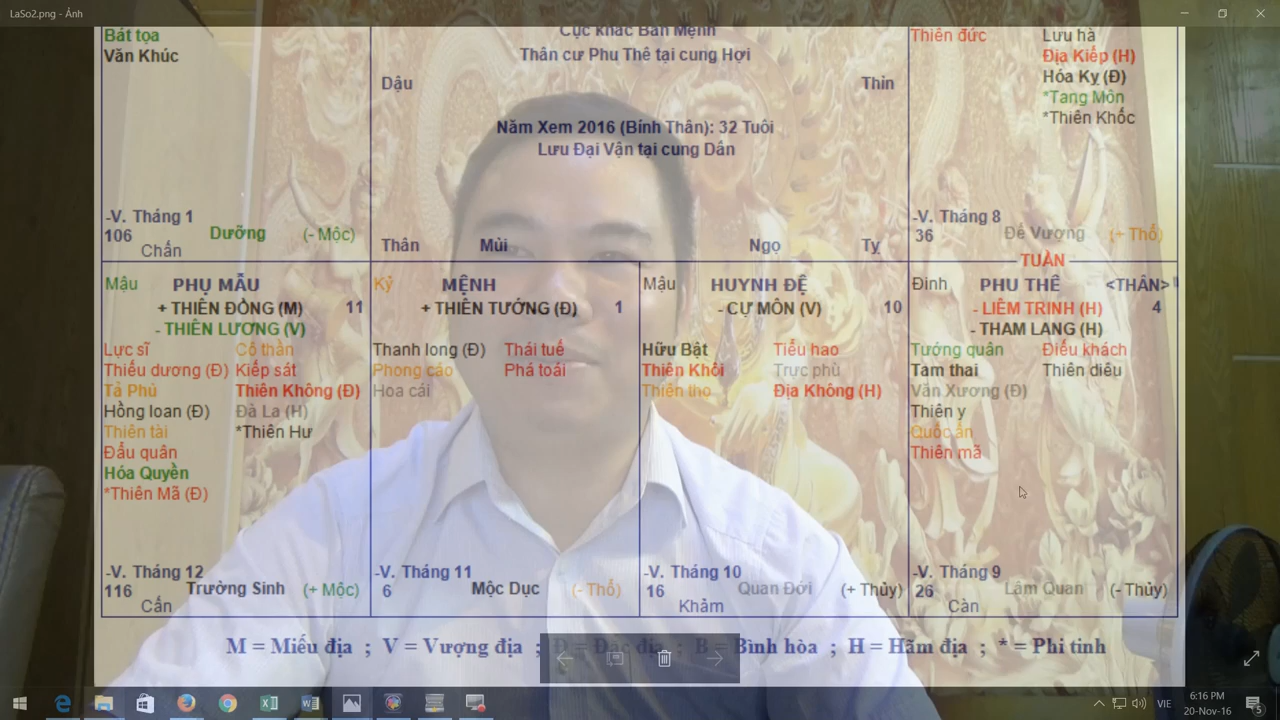 LaSo2.png - Ảnh
Bát tọa
Văn Khúc
Cục khắc Bản Mệnh
Thân cư Phu Thê tại cung Hợi
Dậu
Thìn
Năm Xem 2016 (Bính Thân): 32 Tuổi
Lưu Đại Vận tại cung Dần
Thiên đức
Lưu hà
Địa Kiếp (H)
Hóa Kỵ (Đ)
*Tang Môn
*Thiên Khốc
-V. Tháng 1
106
Chấn
Dưỡng
(- Mộc)
Thân
Mùi
Ngọ
Tỵ
-V. Tháng 8
36
Đế Vượng
(+ Thổ)
TUẦN
Mậu
PHỤ MẪU
+ THIÊN ĐỒNG (M)
11
- THIÊN LƯƠNG (V)
Lực sĩ
Cô thần
Thiếu dương (Đ)
Kiếp sát
Tả Phù
Thiên Không (Đ)
Hồng loan (Đ)
Đà La (H)
Thiên tài
*Thiên Hư
Đẩu quân
Hóa Quyền
*Thiên Mã (Đ)
-V. Tháng 12
116
Cấn
Trường Sinh
(+ Mộc)
Kỷ
MỆNH
+ THIÊN TƯỚNG (Đ)
1
Thanh long (Đ)
Thái tuế
Phong cáo
Phá toái
Hoa cái
-V. Tháng 11
6
Mộc Dục
(- Thổ)
Mậu
HUYNH ĐỆ
- CỰ MÔN (V)
10
Hữu Bật
Tiểu hao
Thiên Khôi
Trực phù
Thiên thọ
Địa Không (H)
-V. Tháng 10
16
Khảm
Quan Đới
(+ Thủy)
Đinh
PHU THÊ
<THÂN>
- LIÊM TRINH (H)
4
- THAM LANG (H)
Tướng quân
Điếu khách
Tam thai
Thiên diêu
Văn Xương (Đ)
Thiên y
Quốc ấn
Thiên mã
-V. Tháng 9
26
Càn
Lâm Quan
(- Thủy)
M = Miếu địa ; V = Vượng địa ; Đ = Đắc địa ; B = Bình hòa ; H = Hãm địa ; * = Phi tinh
VIE
6:16 PM
20-Nov-16
5